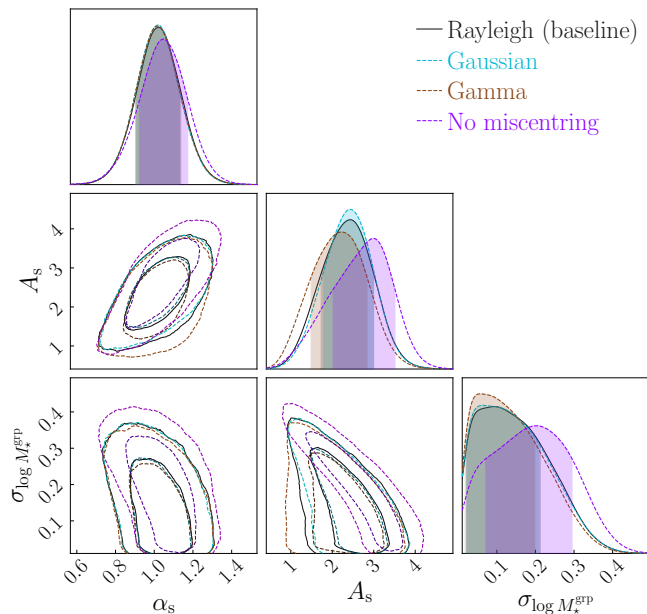 Rayleigh (baseline)
Gaussian
Gamma
No miscentring
A_s
4
3
2
1
σ_{log M_⋆^{grp}}
0.4
0.3
0.2
0.1
0.6 0.8 1.0 1.2 1.4
1 2 3 4
0.1 0.2 0.3 0.4
α_s
A_s
σ_{log M_⋆^{grp}}